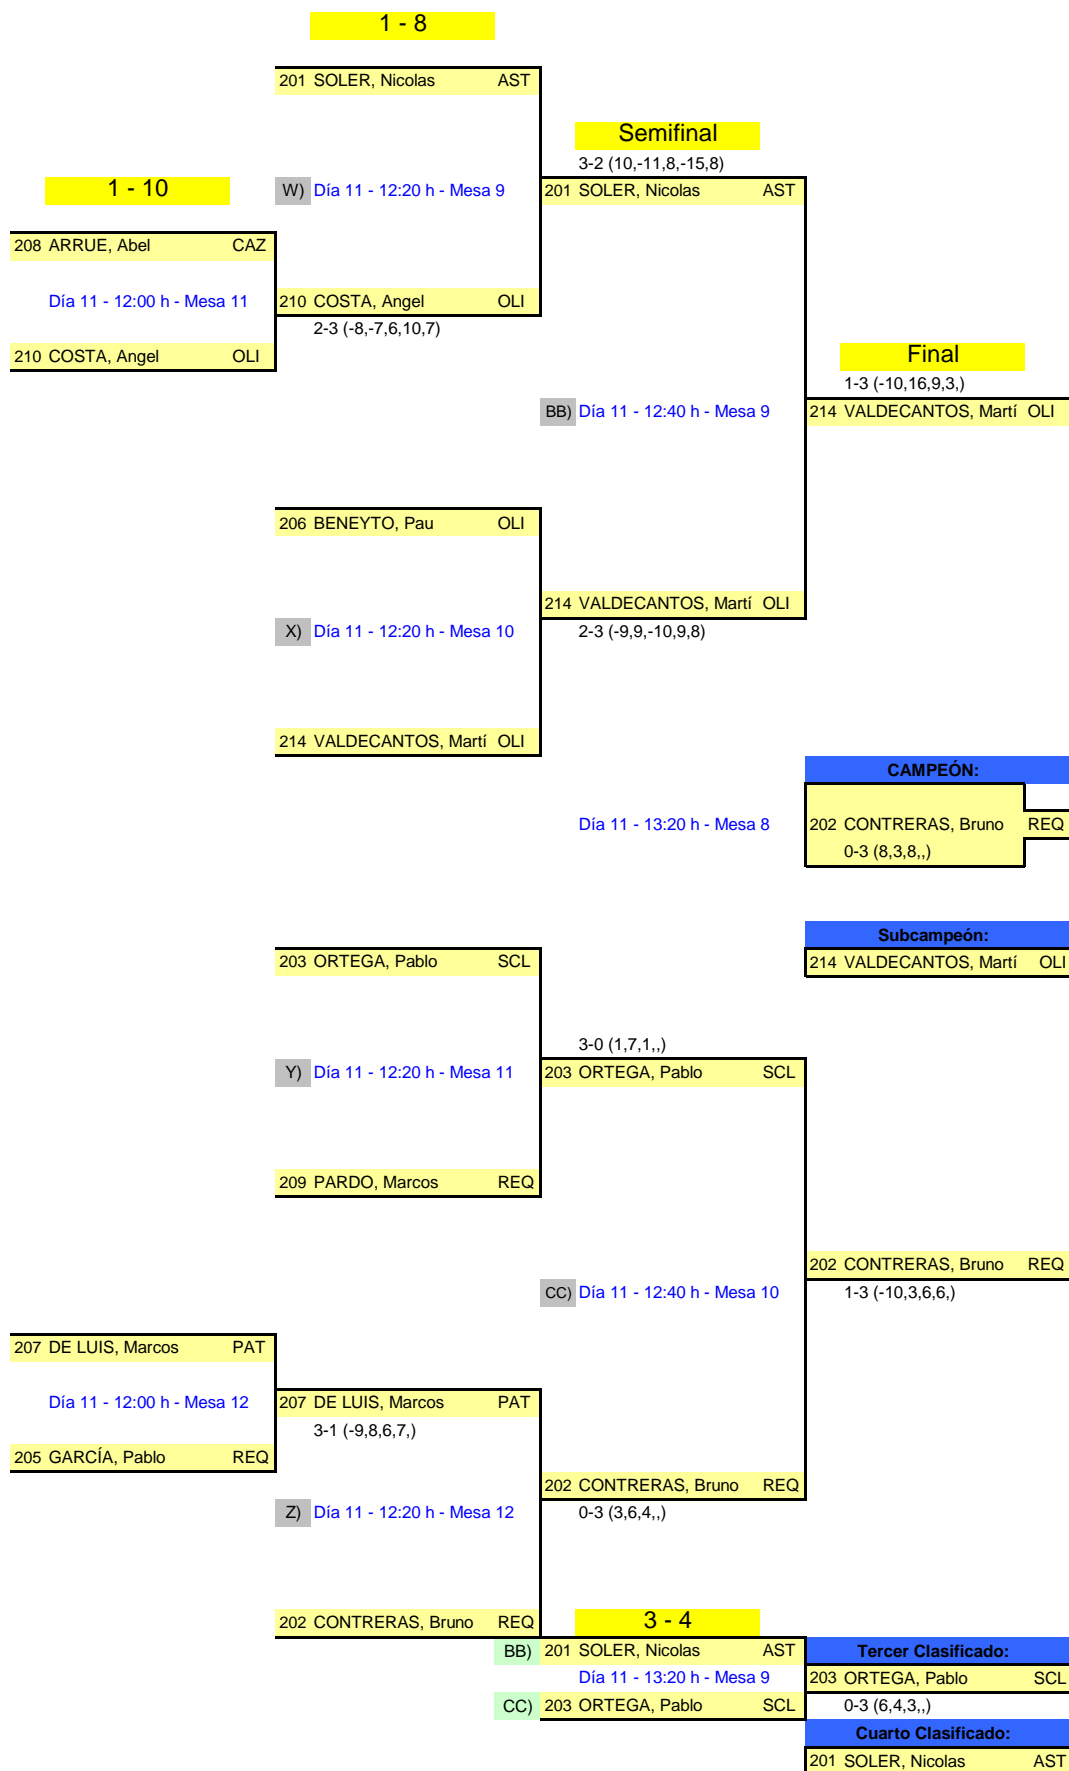 1 - 8
201 SOLER, Nicolas AST
Semifinal
3-2 (10,-11,8,-15,8)
1 - 10
W) Día 11 - 12:20 h - Mesa 9
201 SOLER, Nicolas AST
208 ARRUE, Abel CAZ
Día 11 - 12:00 h - Mesa 11
210 COSTA, Angel OLI
2-3 (-8,-7,6,10,7)
210 COSTA, Angel OLI
Final
1-3 (-10,16,9,3,)
BB) Día 11 - 12:40 h - Mesa 9
214 VALDECANTOS, Martí OLI
206 BENEYTO, Pau OLI
214 VALDECANTOS, Martí OLI
X) Día 11 - 12:20 h - Mesa 10
2-3 (-9,9,-10,9,8)
214 VALDECANTOS, Martí OLI
CAMPEÓN:
Día 11 - 13:20 h - Mesa 8
202 CONTRERAS, Bruno REQ
0-3 (8,3,8,,)
Subcampeón:
203 ORTEGA, Pablo SCL
214 VALDECANTOS, Martí OLI
3-0 (1,7,1,,)
Y) Día 11 - 12:20 h - Mesa 11
203 ORTEGA, Pablo SCL
209 PARDO, Marcos REQ
202 CONTRERAS, Bruno REQ
CC) Día 11 - 12:40 h - Mesa 10
1-3 (-10,3,6,6,)
207 DE LUIS, Marcos PAT
Día 11 - 12:00 h - Mesa 12
207 DE LUIS, Marcos PAT
3-1 (-9,8,6,7,)
205 GARCÍA, Pablo REQ
202 CONTRERAS, Bruno REQ
Z) Día 11 - 12:20 h - Mesa 12
0-3 (3,6,4,,)
202 CONTRERAS, Bruno REQ
3 - 4
BB) 201 SOLER, Nicolas AST
Tercer Clasificado:
Día 11 - 13:20 h - Mesa 9
203 ORTEGA, Pablo SCL
CC) 203 ORTEGA, Pablo SCL
0-3 (6,4,3,,)
Cuarto Clasificado:
201 SOLER, Nicolas AST